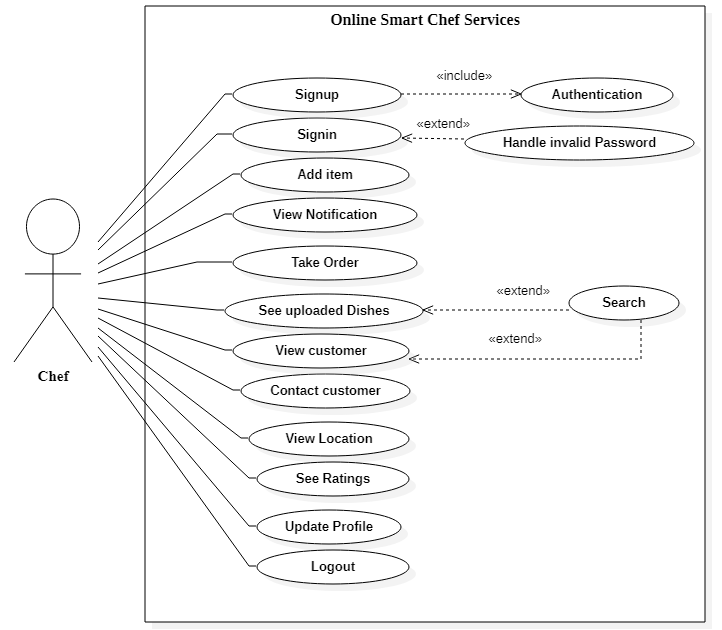 Online Smart Chef Services
«include»
Signup
Authentication
«extend»
Signin
Handle invalid Password
Add item
View Notification
Take Order
«extend»
See uploaded Dishes
Search
«extend»
View customer
Chef
Contact customer
View Location
See Ratings
Update Profile
Logout